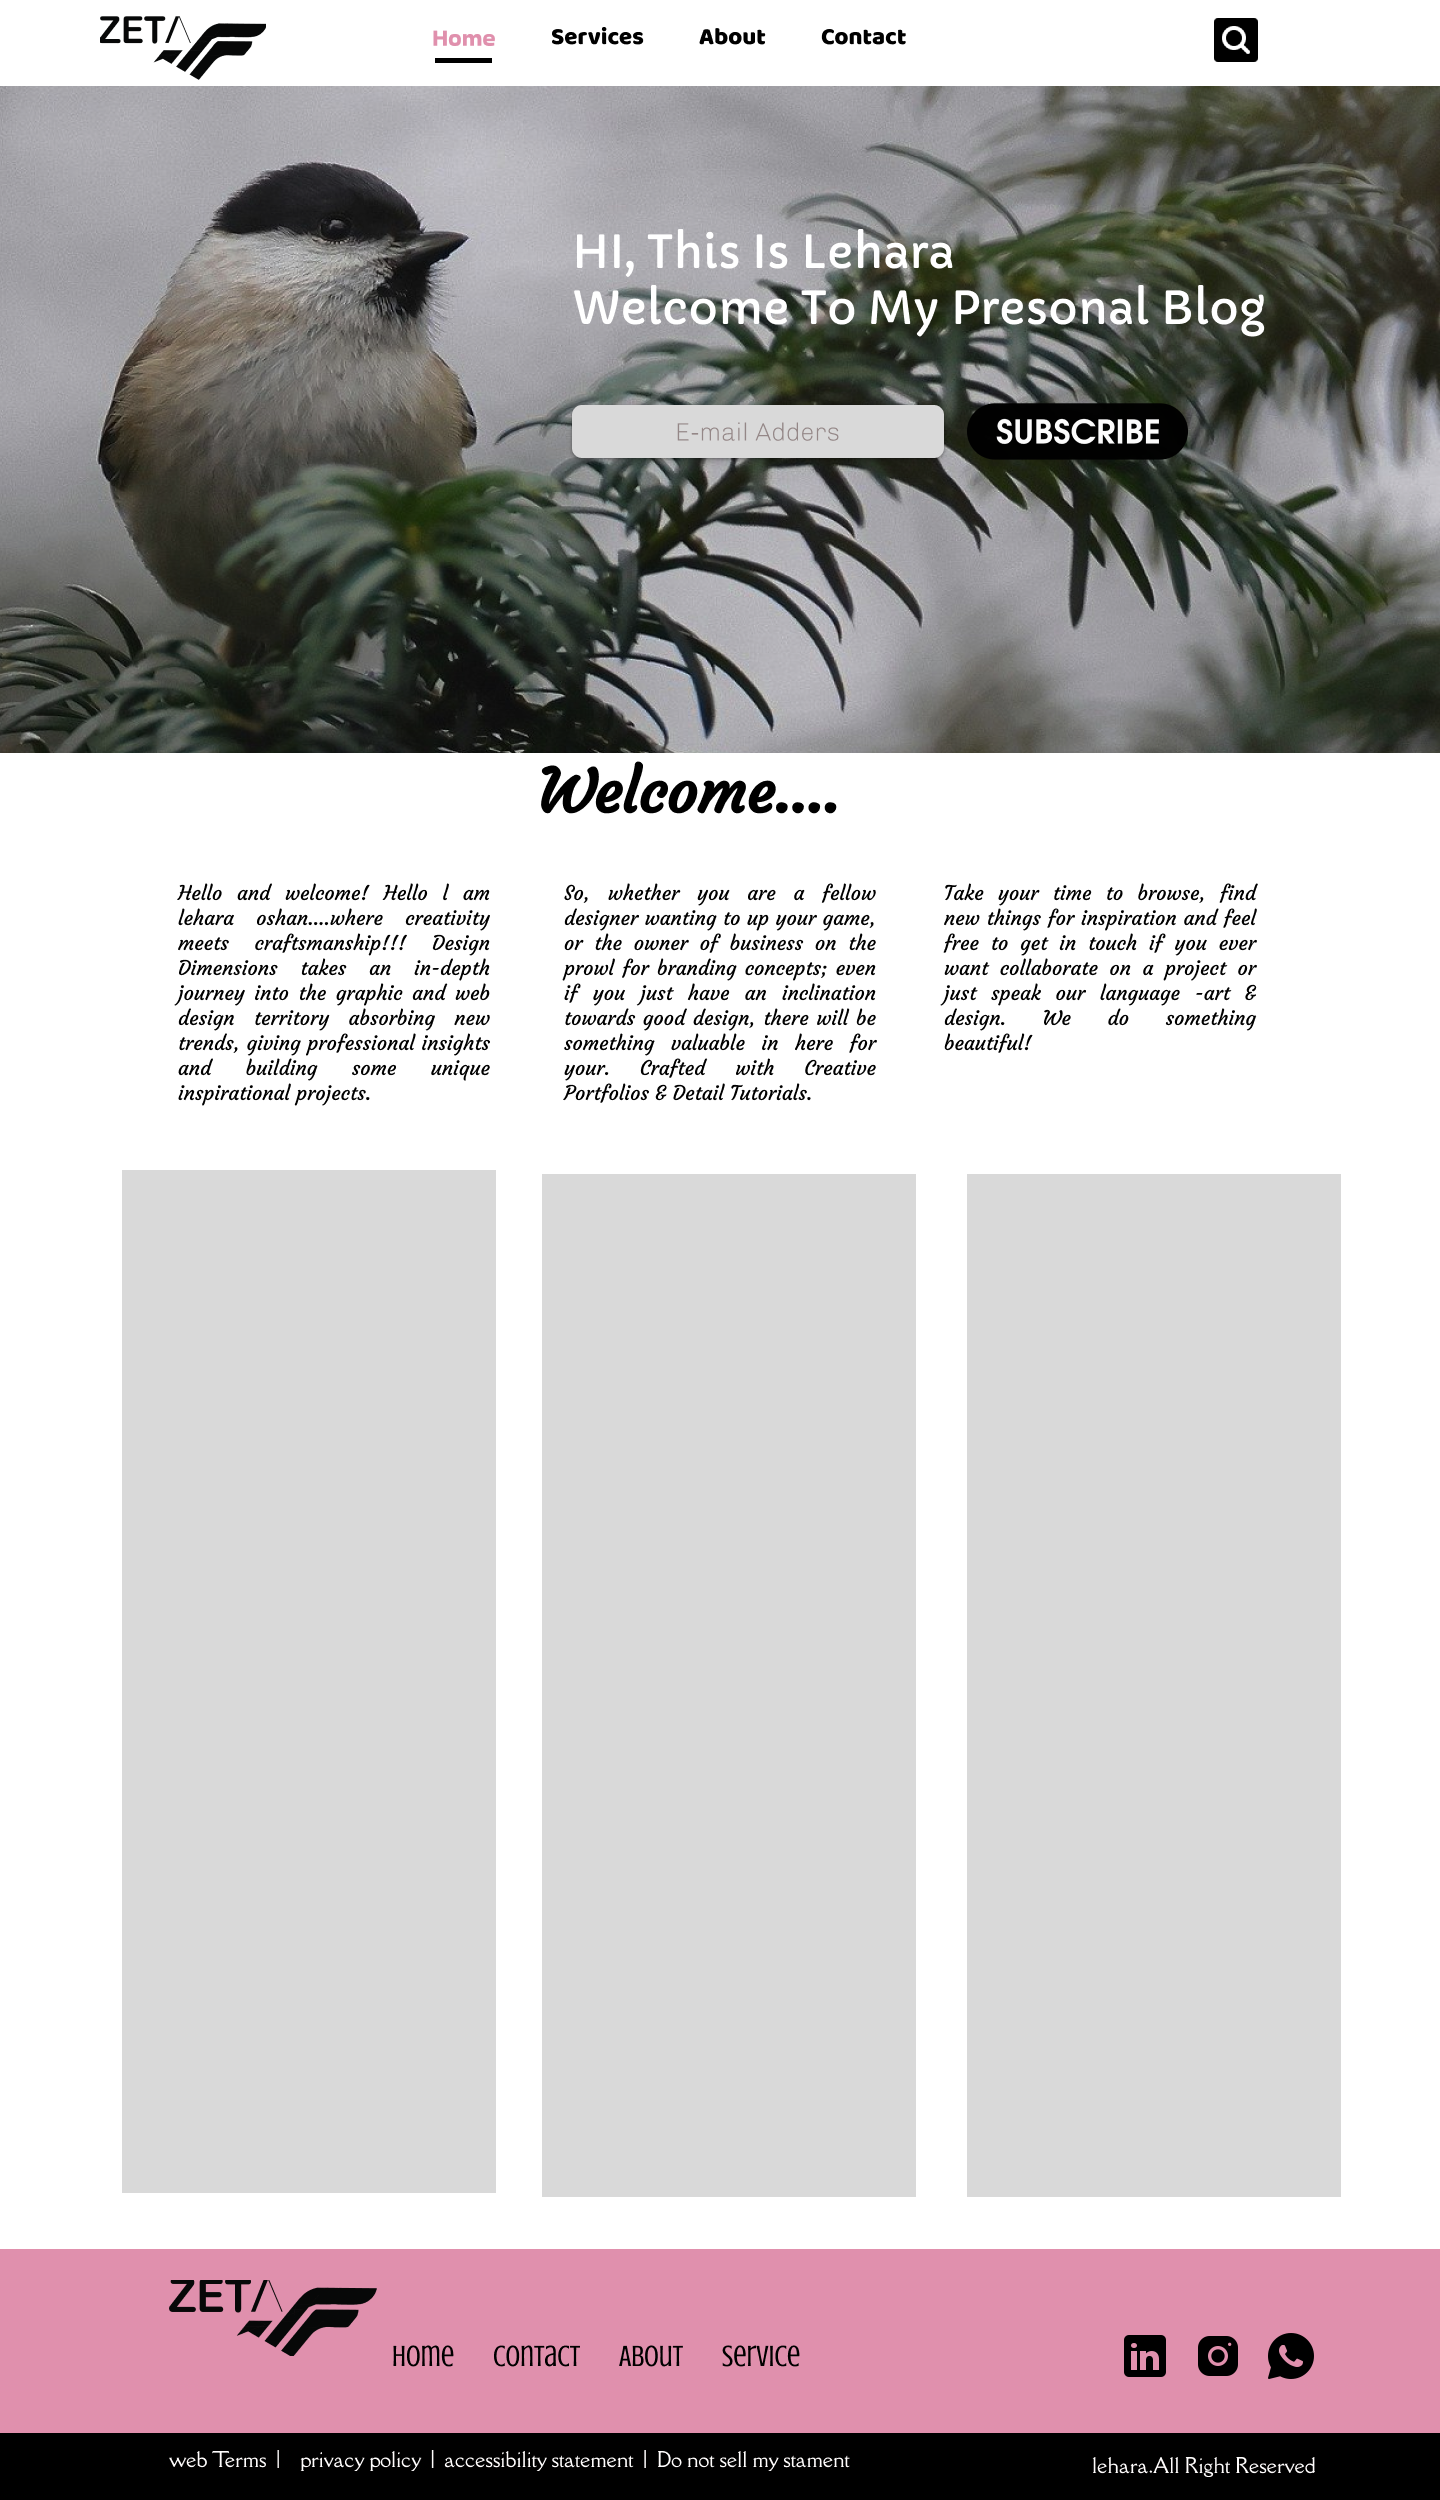 ZETA
Home Services About Contact
HI, This Is Lehara
Welcome To My Presonal Blog
E-mail Adders SUBSCRIBE
Welcome....
Hello and welcome! Hello l am
lehara oshan....where creativity
meets craftsmanship!!! Design
Dimensions takes an in-depth
journey into the graphic and web
design territory absorbing new
trends, giving professional insights
and building some unique
inspirational projects.
So, whether you are a fellow
designer wanting to up your game,
or the owner of business on the
prowl for branding concepts; even
if you just have an inclination
towards good design, there will be
something valuable in here for
your. Crafted with Creative
Portfolios & Detail Tutorials.
Take your time to browse, find
new things for inspiration and feel
free to get in touch if you ever
want collaborate on a project or
just speak our language -art &
design. We do something
beautiful!
ZETA
Home Contact About Service
in
web Terms | privacy policy | accessibility statement | Do not sell my stament
lehara.All Right Reserved